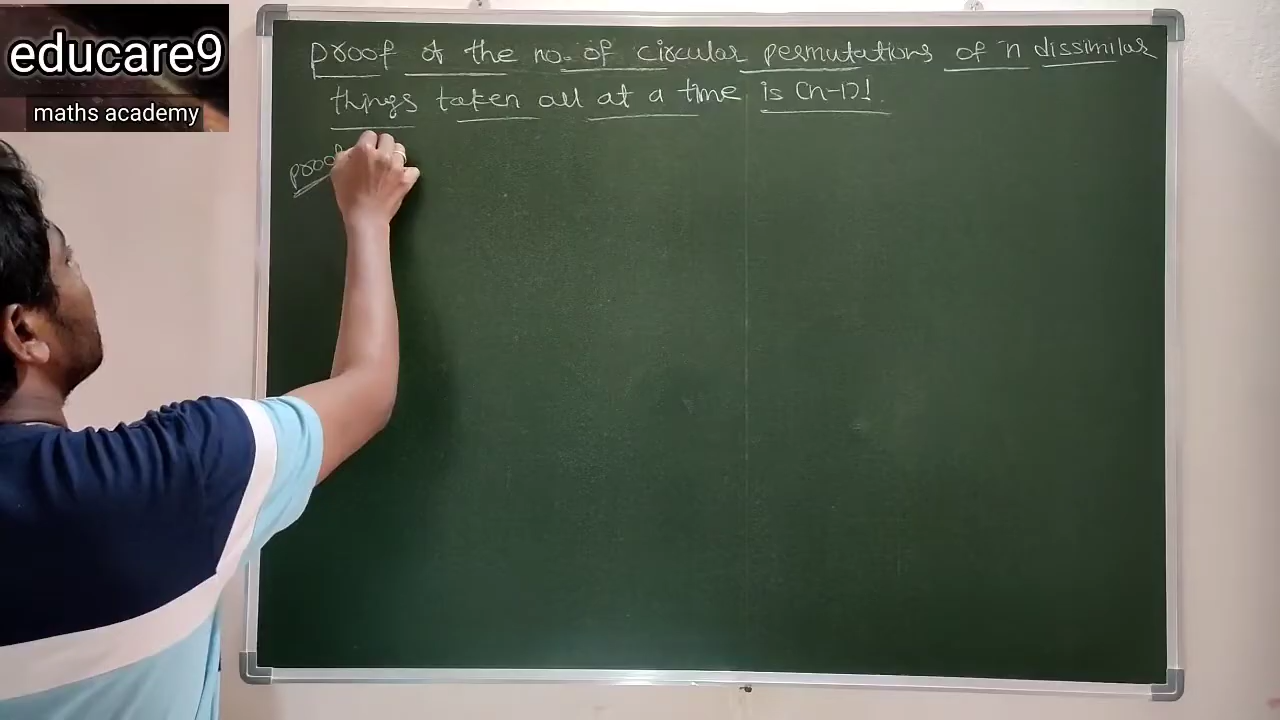 educare9
maths academy
proof of the no. of circular permutations of 'n' dissimilar
things taken all at a time is (n-1)!.
proof